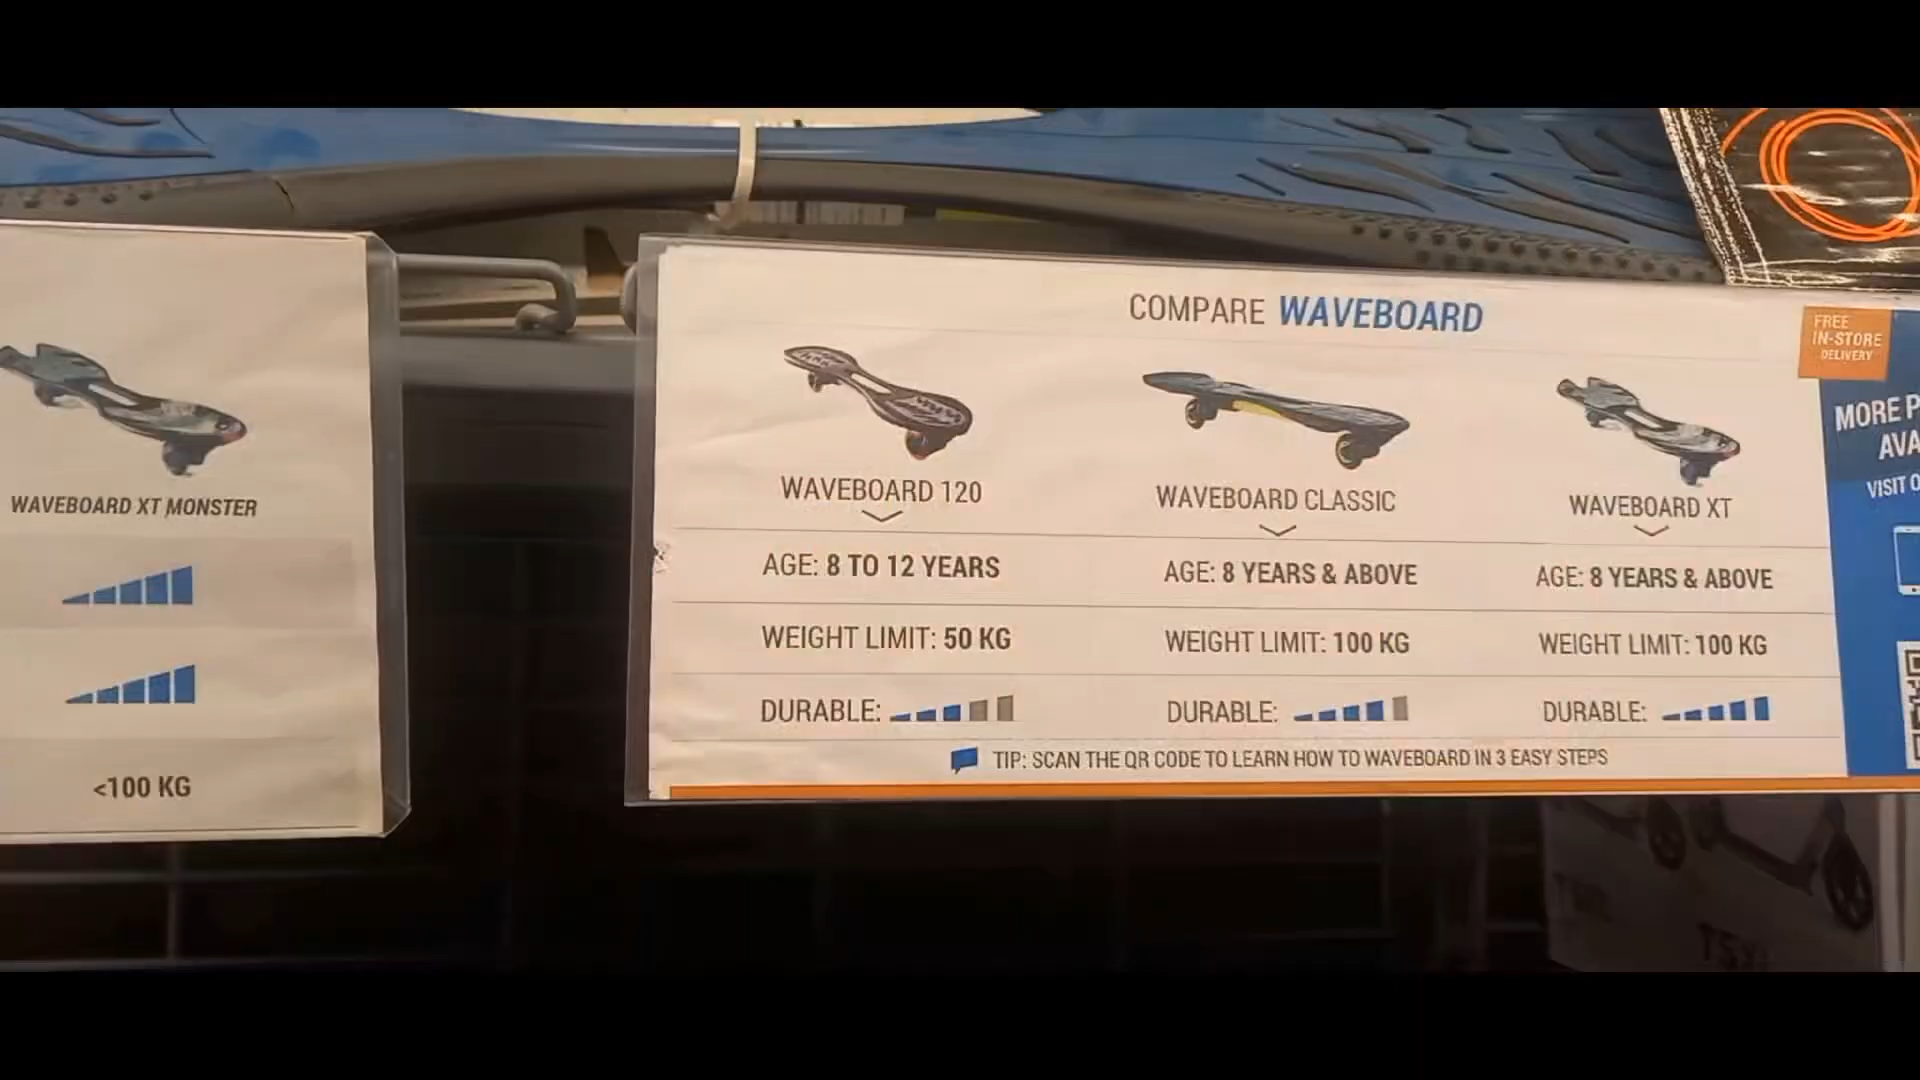 WAVEBOARD XT MONSTER
<100 KG
COMPARE WAVEBOARD
WAVEBOARD 120
AGE: 8 TO 12 YEARS
WEIGHT LIMIT: 50 KG
DURABLE:
WAVEBOARD CLASSIC
AGE: 8 YEARS & ABOVE
WEIGHT LIMIT: 100 KG
DURABLE:
WAVEBOARD XT
AGE: 8 YEARS & ABOVE
WEIGHT LIMIT: 100 KG
DURABLE:
TIP: SCAN THE QR CODE TO LEARN HOW TO WAVEBOARD IN 3 EASY STEPS
FREE
IN-STORE
DELIVERY
MORE P
AVA
VISIT O